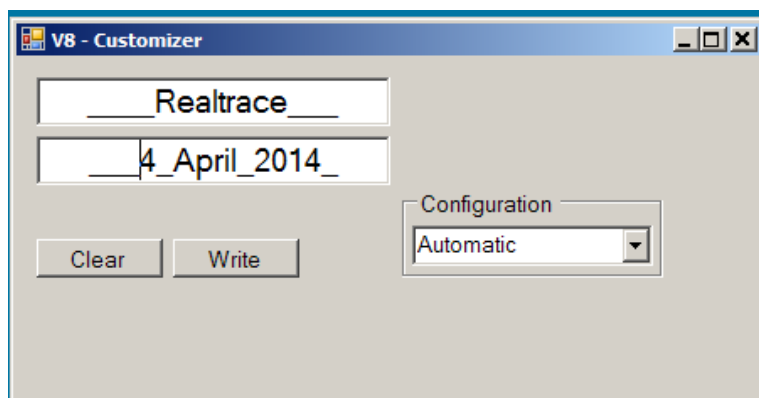 V8 - Customizer
____Realtrace___
___4_April_2014_
Configuration
Automatic
Clear
Write